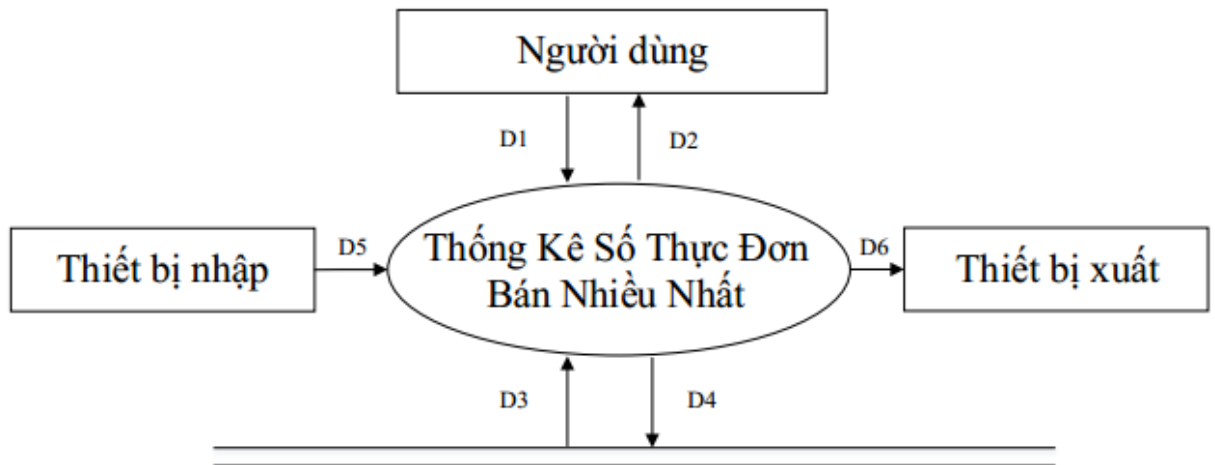 Người dùng
D1
D2
Thiết bị nhập
D5
Thống Kê Số Thực Đơn
Bán Nhiều Nhất
D6
Thiết bị xuất
D3
D4